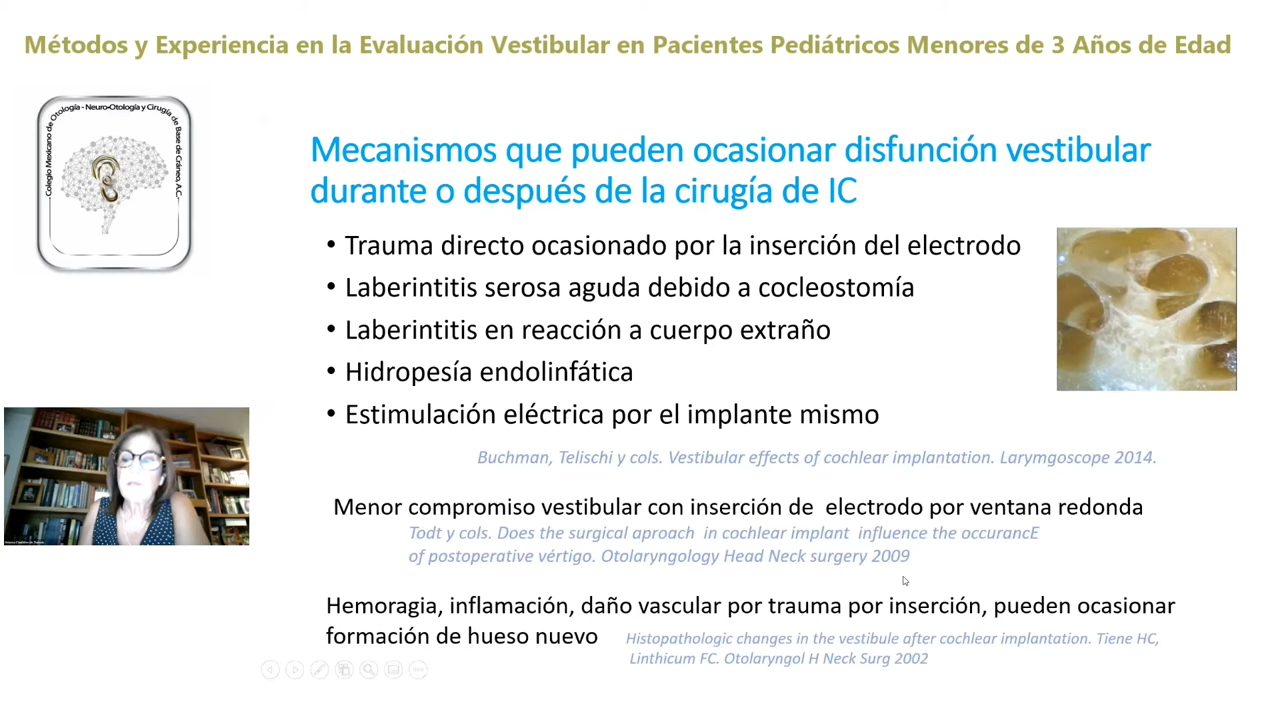 Métodos y Experiencia en la Evaluación Vestibular en Pacientes Pediátricos Menores de 3 Años de Edad
Colegio Mexicano de Otología - Neuro-Otología y Cirugía de Base de Cráneo, A.C.
Mecanismos que pueden ocasionar disfunción vestibular
durante o después de la cirugía de IC
• Trauma directo ocasionado por la inserción del electrodo
• Laberintitis serosa aguda debido a cocleostomía
• Laberintitis en reacción a cuerpo extraño
• Hidropesía endolinfática
• Estimulación eléctrica por el implante mismo
Buchman, Telischi y cols. Vestibular effects of cochlear implantation. Larymgoscope 2014.
Menor compromiso vestibular con inserción de electrodo por ventana redonda
Todt y cols. Does the surgical aproach in cochlear implant influence the occurancE
of postoperative vértigo. Otolaryngology Head Neck surgery 2009
Hemoragia, inflamación, daño vascular por trauma por inserción, pueden ocasionar
formación de hueso nuevo
Histopathologic changes in the vestibule after cochlear implantation. Tiene HC,
Linthicum FC. Otolaryngol H Neck Surg 2002